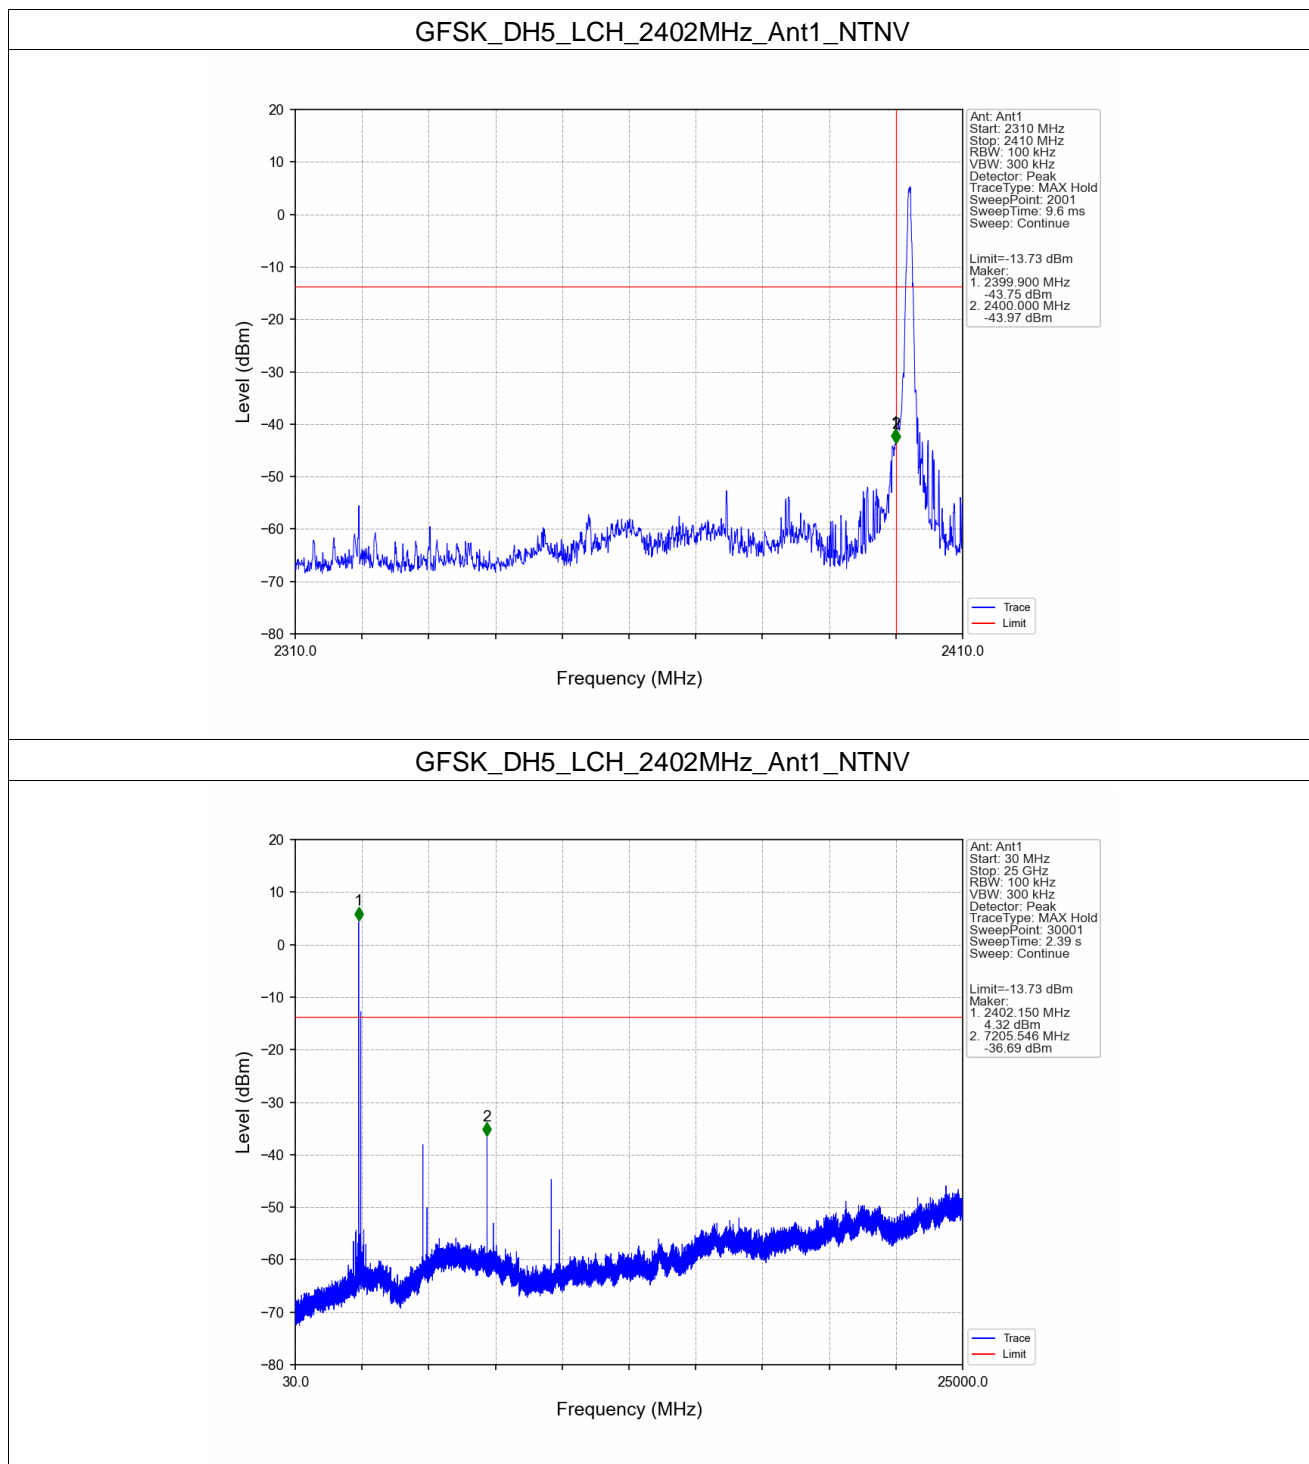 GFSK_DH5_LCH_2402MHz_Ant1_NTNV
20
10
0
−10
−20
−30
−40
−50
−60
−70
−80
Level (dBm)
2310.0
2410.0
Frequency (MHz)
2
Ant: Ant1
Start: 2310 MHz
Stop: 2410 MHz
RBW: 100 kHz
VBW: 300 kHz
Detector: Peak
TraceType: MAX Hold
SweepPoint: 2001
SweepTime: 9.6 ms
Sweep: Continue
Limit=-13.73 dBm
Maker:
1. 2399.900 MHz
-43.75 dBm
2. 2400.000 MHz
-43.97 dBm
Trace
Limit
GFSK_DH5_LCH_2402MHz_Ant1_NTNV
20
10
0
−10
−20
−30
−40
−50
−60
−70
−80
Level (dBm)
30.0
25000.0
Frequency (MHz)
1
2
Ant: Ant1
Start: 30 MHz
Stop: 25 GHz
RBW: 100 kHz
VBW: 300 kHz
Detector: Peak
TraceType: MAX Hold
SweepPoint: 30001
SweepTime: 2.39 s
Sweep: Continue
Limit=-13.73 dBm
Maker:
1. 2402.150 MHz
4.32 dBm
2. 7205.546 MHz
-36.69 dBm
Trace
Limit